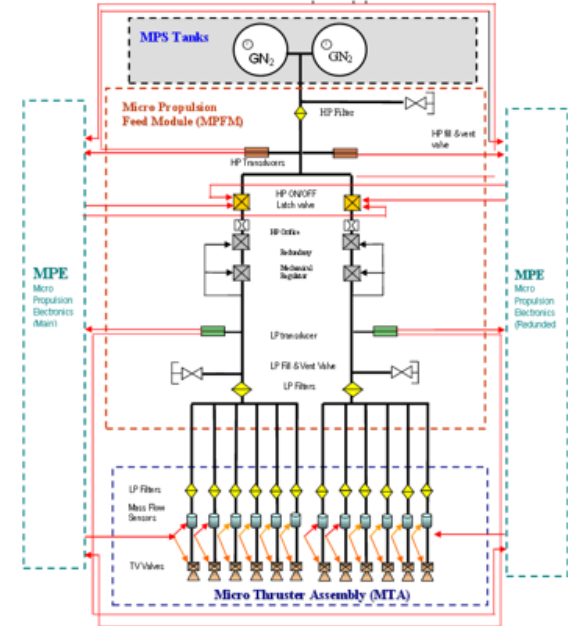 MPS Tanks
GN2
GN2
Micro Propulsion
Feed Module (MPFM)
HP Filter
HP fill & vent
valve
HP Transducers
HP ON/OFF
Latch valve
HP Orifice
Redundary
Mechanical
Regulator
MPE
Micro
Propulsion
Electronics
(Main)
MPE
Micro
Propulsion
Electronics
(Redunded
LP transducer
LP Fill & Vent Valve
LP Filters
LP Filters
Mass Flow
Sensors
TV Valves
Micro Thruster Assembly (MTA)